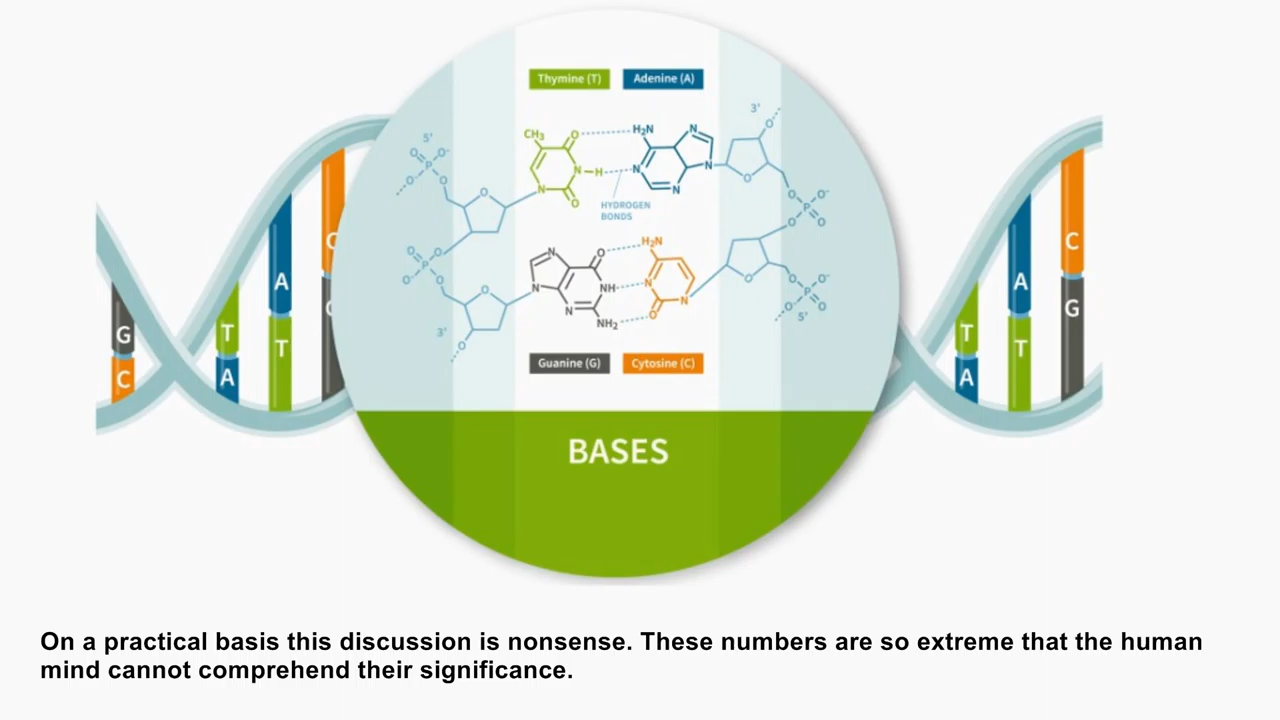 Thymine (T) Adenine (A)
3'
5'
CH₃ O H₂N N O
O O⁻ P O⁻ O
N H N N O
N O N
O
O
HYDROGEN
BONDS
O⁻ P O
O O P O⁻ O
N O H₂N
N NH N O
O O P O⁻ O⁻
N NH₂ O N
5'
3'
O
Guanine (G) Cytosine (C)
G
C
T
A
A
T
C
G
T
A
A
T
C
G
BASES
On a practical basis this discussion is nonsense. These numbers are so extreme that the human
mind cannot comprehend their significance.